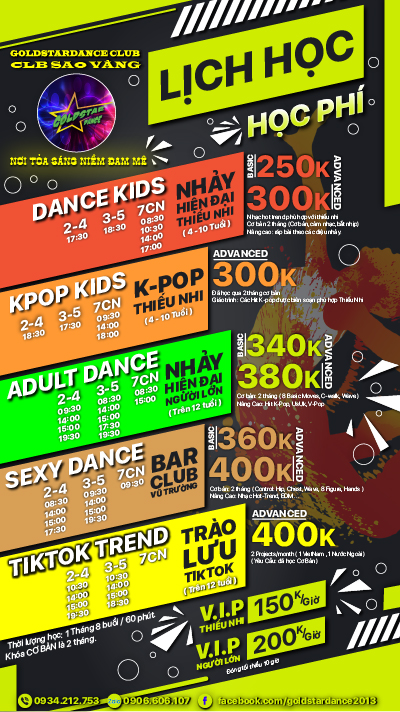 GOLDSTARDANCE CLUB
CLB SAO VÀNG
GOLDSTAR
DANCE
NƠI TỎA SÁNG NIỀM ĐAM MÊ
LỊCH HỌC
HỌC PHÍ
DANCE KIDS
2-4
17:30
3-5
18:30
7CN
08:30
10:30
14:00
17:00
NHẢY
HIỆN ĐẠI
THIẾU NHI
( 4 - 10 Tuổi )
BASIC
250K
300K
ADVANCED
Nhạc hot trend phù hợp với thiếu nhi
Cơ bản 2 tháng (Cơ bản, cảm nhạc, bắt nhịp)
Nâng cao: ráp bài theo các điệu nhảy.
KPOP KIDS
2-4
18:30
3-5
17:30
7CN
09:30
14:00
18:00
K-POP
THIẾU NHI
( 4 - 10 Tuổi )
ADVANCED
300K
Đã học qua 2 tháng cơ bản
Giáo trình : Các Hit K-pop được biên soạn phù hợp Thiếu Nhi
ADULT DANCE
2-4
09:30
14:00
15:00
19:30
3-5
08:30
14:00
15:00
19:30
7CN
08:30
15:00
NHẢY
HIỆN ĐẠI
NGƯỜI LỚN
( Trên 12 tuổi )
BASIC
340K
380K
ADVANCED
Cơ bản: 2 tháng ( 8 Basic Moves, C-walk, Wave )
Nâng Cao: Hit K-Pop, UsUk, V-Pop
SEXY DANCE
2-4
08:30
14:00
15:00
17:30
3-5
09:30
14:00
15:00
19:30
7CN
09:30
BAR
CLUB
VŨ TRƯỜNG
BASIC
360K
400K
ADVANCED
Cơ bản: 2 tháng ( Control Hip, Chest, Wave, 8 Figure, Hands )
Nâng Cao: Nhạc Hot-Trend, EDM ...
TIKTOK TREND
2-4
10:30
14:00
15:00
19:30
3-5
10:30
14:00
15:00
18:30
7CN
TRÀO
LƯU
TIKTOK
( Trên 12 tuổi )
ADVANCED
400K
2 Projects/month ( 1 VietNam , 1 Nước Ngoài )
( Yêu Cầu: đã học Cơ Bản )
V.I.P
THIẾU NHI
150K/Giờ
V.I.P
NGƯỜI LỚN
200K/Giờ
Đóng tối thiểu 10 giờ
Thời lượng học: 1 Tháng 8 buổi / 60 phút
Khóa CƠ BẢN là 2 tháng.
0934.212.753
0906.606.107
facebook.com/goldstardance2013